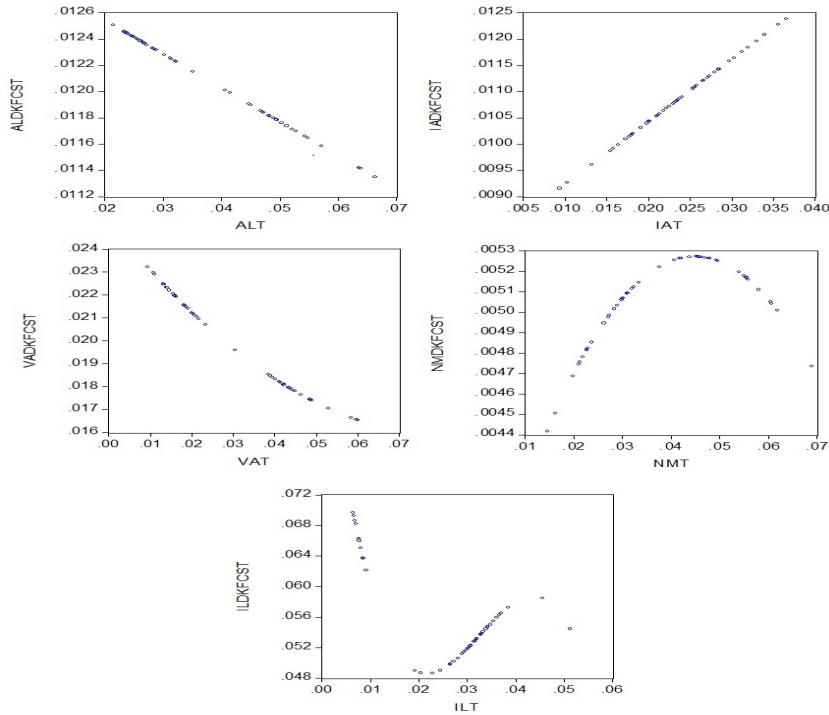 .0126
.0124
.0122
.0120
.0118
.0116
.0114
.0112
ALDKFCST
.02 .03 .04 .05 .06 .07
ALT
.0125
.0120
.0115
.0110
.0105
.0100
.0095
.0090
IADKFCST
.005 .010 .015 .020 .025 .030 .035 .040
IAT
.024
.023
.022
.021
.020
.019
.018
.017
.016
VADKFCST
.00 .01 .02 .03 .04 .05 .06 .07
VAT
.0053
.0052
.0051
.0050
.0049
.0048
.0047
.0046
.0045
.0044
NMDKFCST
.01 .02 .03 .04 .05 .06 .07
NMT
.072
.068
.064
.060
.056
.052
.048
ILDKFCST
.00 .01 .02 .03 .04 .05 .06
ILT